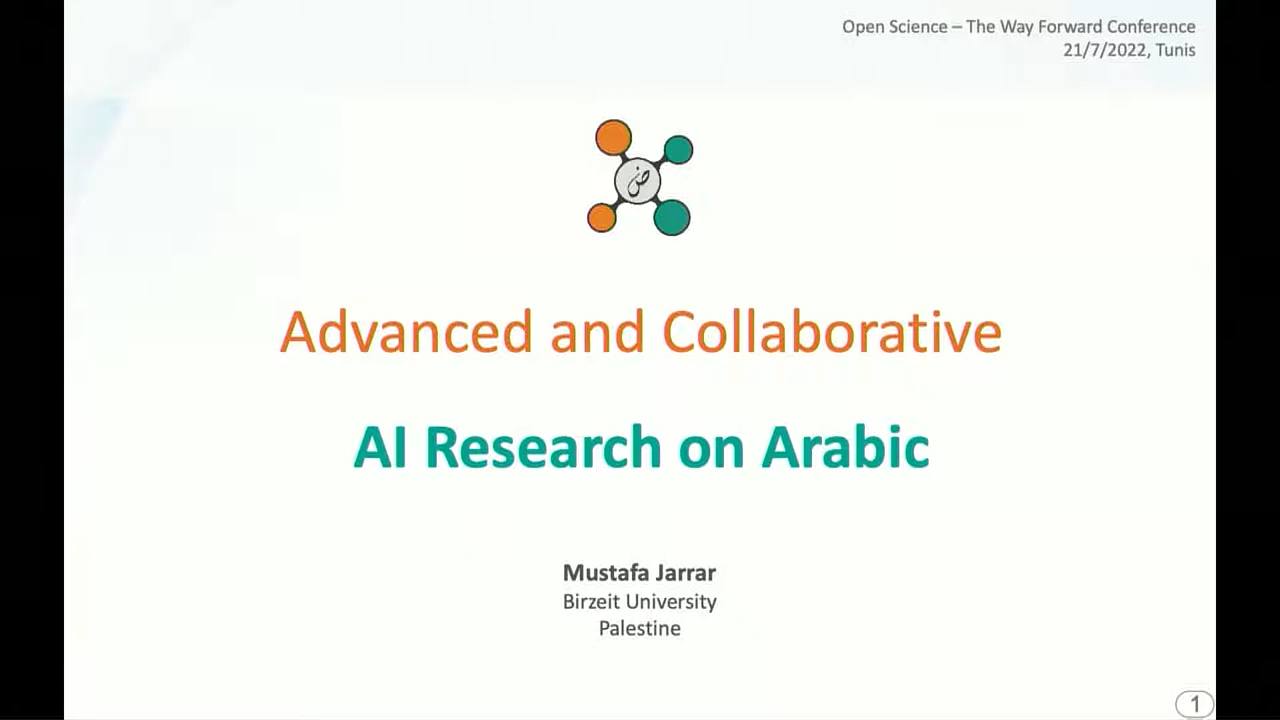 Open Science – The Way Forward Conference
21/7/2022, Tunis
ض
Advanced and Collaborative
AI Research on Arabic
Mustafa Jarrar
Birzeit University
Palestine
1